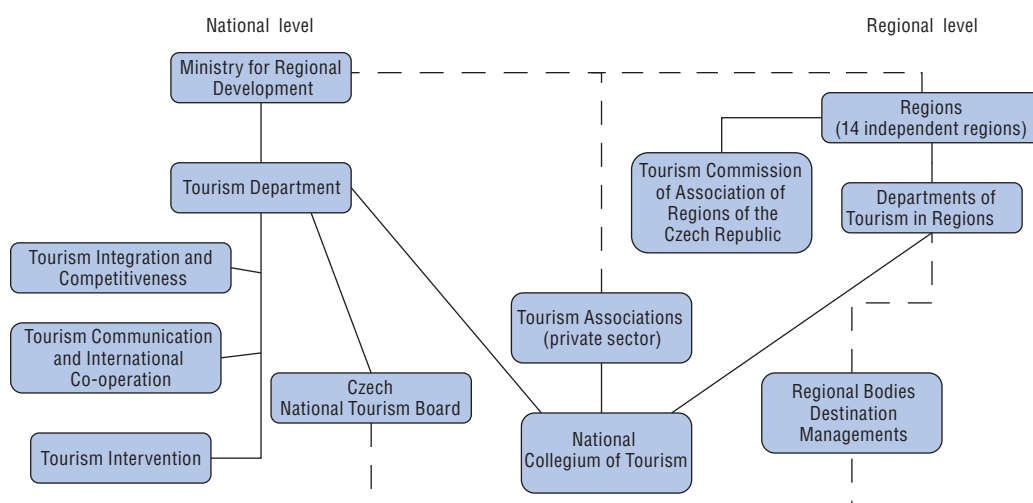 National level
Regional level
Ministry for Regional
Development
Regions
(14 independent regions)
Tourism Department
Tourism Commission
of Association of
Regions of the
Czech Republic
Departments of
Tourism in Regions
Tourism Integration and
Competitiveness
Tourism Associations
(private sector)
Tourism Communication
and International
Co-operation
Czech
National Tourism Board
Regional Bodies
Destination
Managements
National
Collegium of Tourism
Tourism Intervention